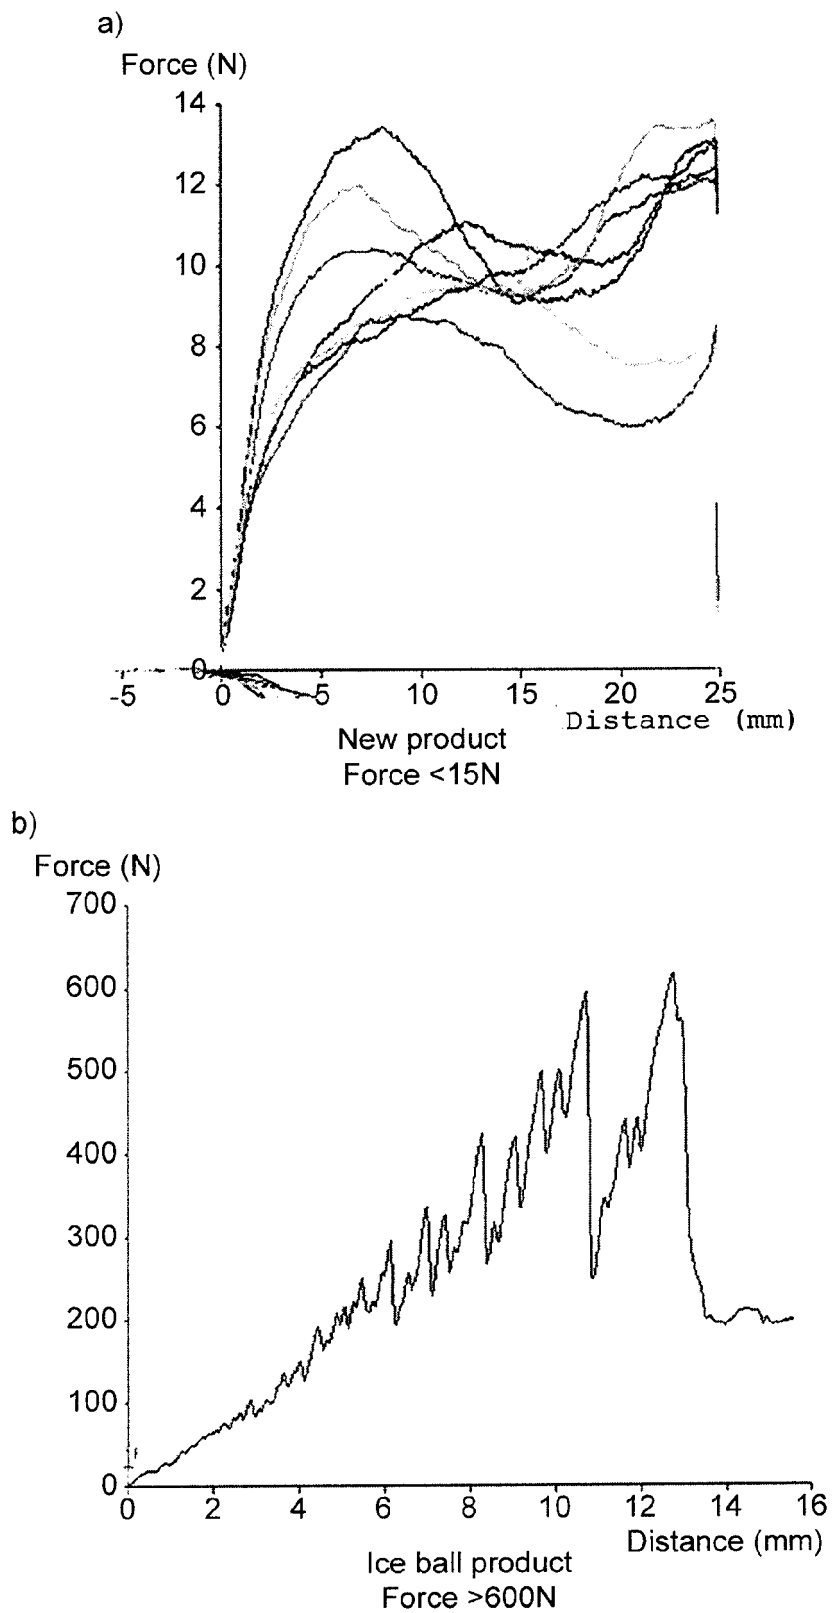 a)
Force (N)
14
12
10
8
6
4
2
0
-5 0 5 10 15 20 25
Distance (mm)
New product
Force <15N
b)
Force (N)
700
600
500
400
300
200
100
0
0 2 4 6 8 10 12 14 16
Distance (mm)
Ice ball product
Force >600N